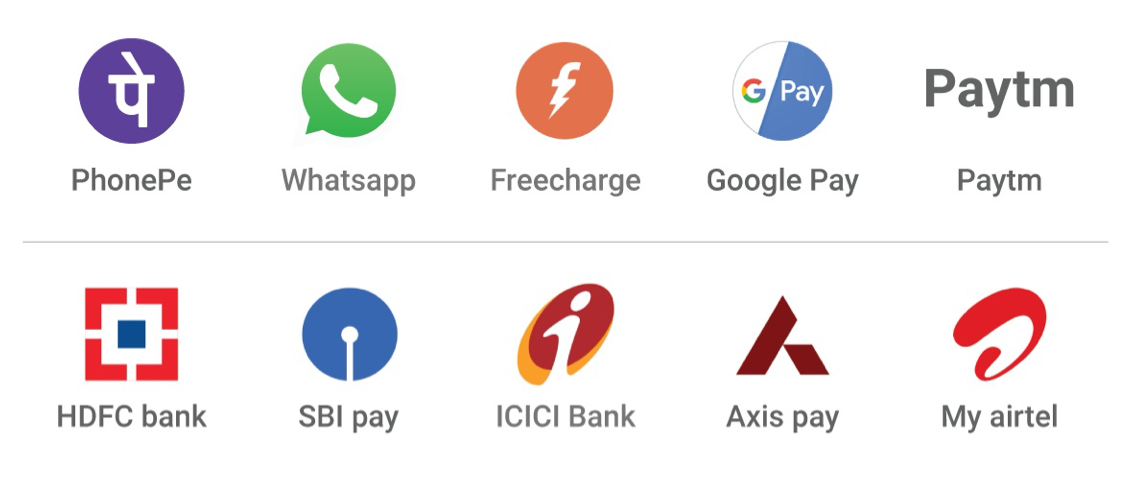 पे
G Pay
Paytm
PhonePe
Whatsapp
Freecharge
Google Pay
Paytm
HDFC bank
SBI pay
ICICI Bank
Axis pay
My airtel